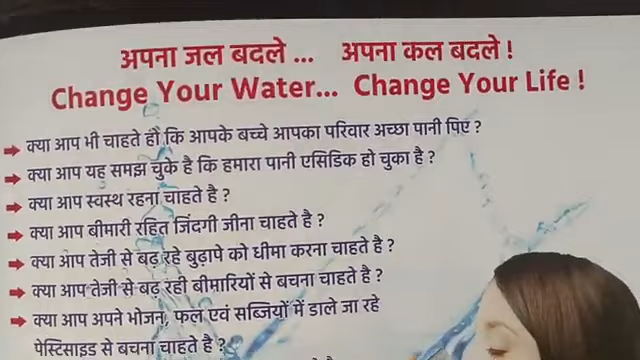 अपना जल बदले ... अपना कल बदले !
Change Your Water... Change Your Life !
क्या आप भी चाहते हौ कि आपके बच्चे आपका परिवार अच्छा पानी पिए ?
क्या आप यह समझ चुके है कि हमारा पानी एसिडिक हो चुका है ?
क्या आप स्वस्थ रहना चाहते है ?
क्या आप बीमारी रहित जिंदगी जीना चाहते है ?
क्या आप तेजी से बढ़ रहे बुढ़ापे को धीमा करना चाहते है ?
क्या आप तेजी से बढ़ रही बीमारियों से बचना चाहते है ?
क्या आप अपने भोजन, फल एवं सब्जियों में डाले जा रहे
पेस्टिसाइड से बचना चाहते है ?